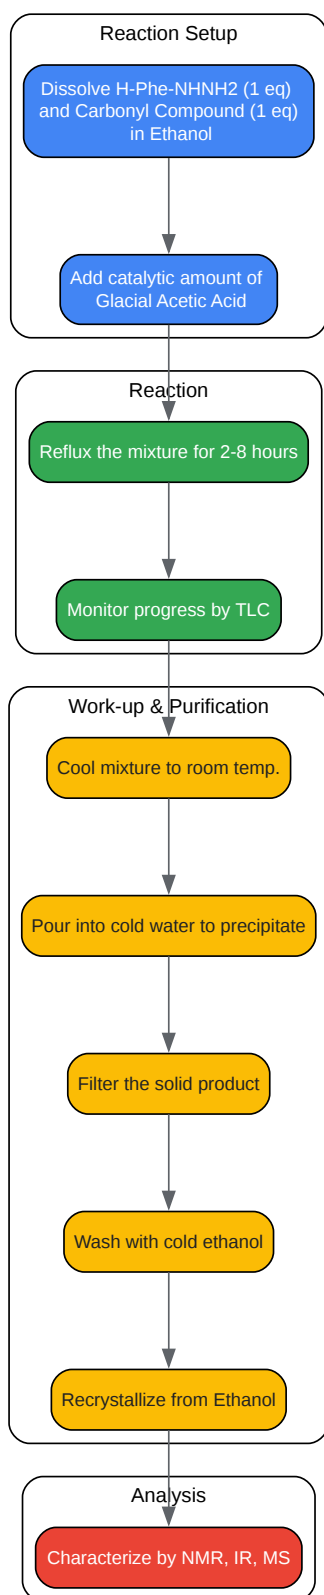 Reaction Setup
Dissolve H-Phe-NHNH2 (1 eq)
and Carbonyl Compound (1 eq)
in Ethanol
Add catalytic amount of
Glacial Acetic Acid
Reaction
Reflux the mixture for 2-8 hours
Monitor progress by TLC
Work-up & Purification
Cool mixture to room temp.
Pour into cold water to precipitate
Filter the solid product
Wash with cold ethanol
Recrystallize from Ethanol
Analysis
Characterize by NMR, IR, MS